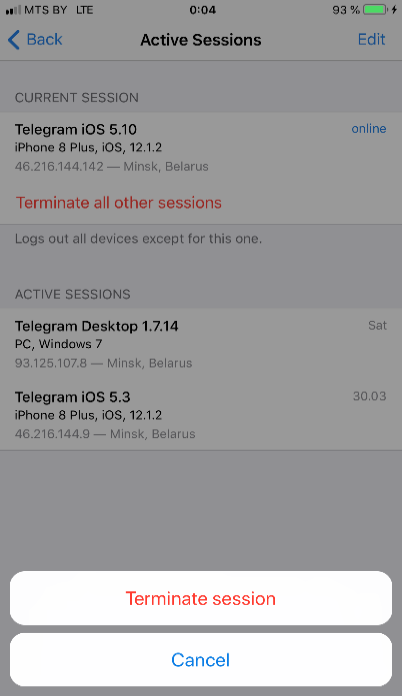 MTS BY LTE 0:04 93 %
Back Active Sessions Edit
CURRENT SESSION
Telegram iOS 5.10 online
iPhone 8 Plus, iOS, 12.1.2
46.216.144.142 — Minsk, Belarus
Terminate all other sessions
Logs out all devices except for this one.
ACTIVE SESSIONS
Telegram Desktop 1.7.14 Sat
PC, Windows 7
93.125.107.8 — Minsk, Belarus
Telegram iOS 5.3 30.03
iPhone 8 Plus, iOS, 12.1.2
46.216.144.9 — Minsk, Belarus
Terminate session
Cancel